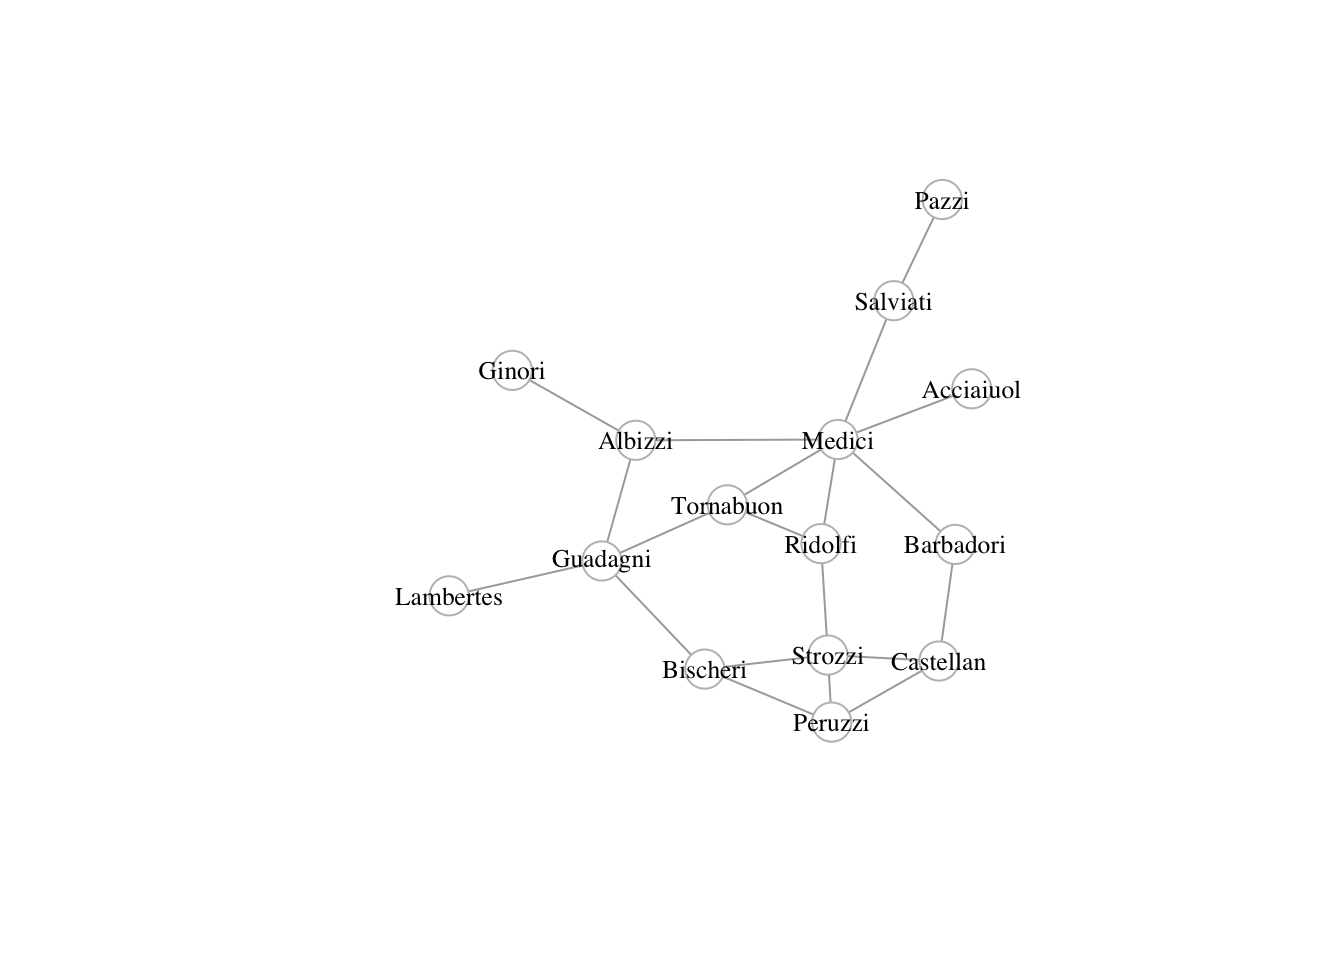 Pazzi
Salviati
Ginori
Acciaiuol
Albizzi
Medici
Tornabuon
Ridolfi
Barbadori
Guadagni
Lambertes
Strozzi
Castellan
Bischeri
Peruzzi